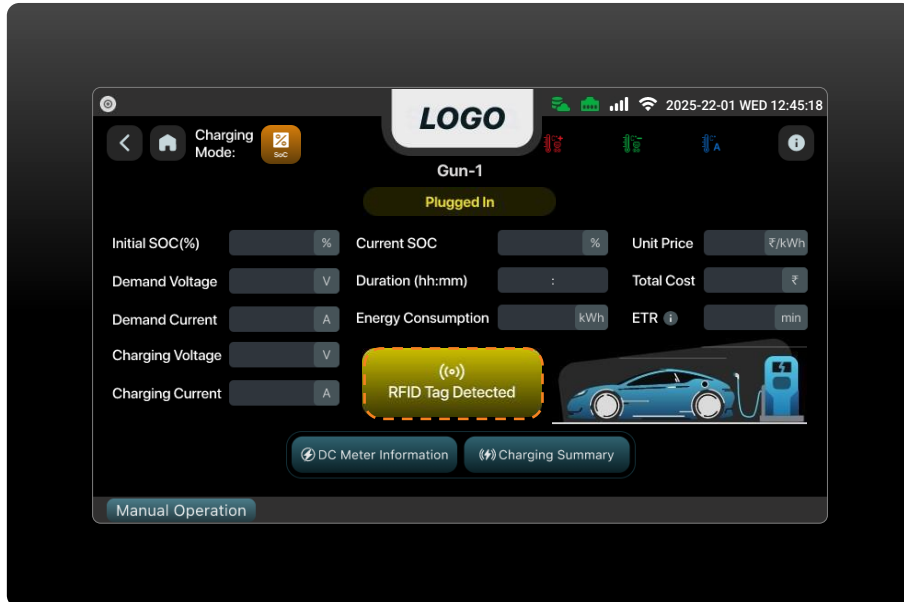 LOGO
2025-22-01 WED 12:45:18
Charging
Mode:
%
SoC
A
Gun-1
Plugged In
Initial SOC(%) %
Current SOC %
Unit Price ₹/kWh
Demand Voltage V
Duration (hh:mm) :
Total Cost ₹
Demand Current A
Energy Consumption kWh
ETR i min
Charging Voltage V
Charging Current A
RFID Tag Detected
DC Meter Information
Charging Summary
Manual Operation